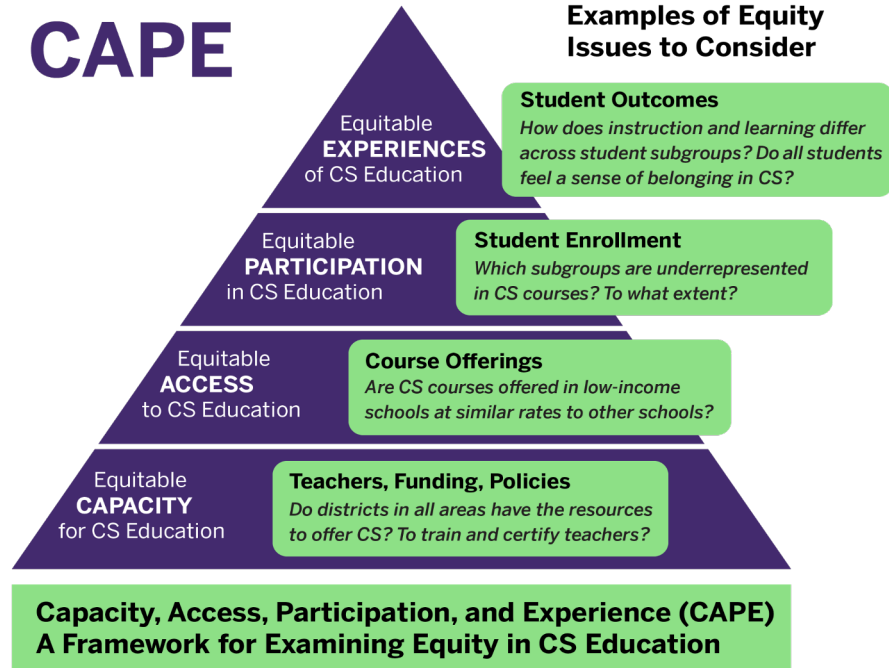 CAPE
Examples of Equity
Issues to Consider
Equitable
EXPERIENCES
of CS Education
Student Outcomes
How does instruction and learning differ
across student subgroups? Do all students
feel a sense of belonging in CS?
Equitable
PARTICIPATION
in CS Education
Student Enrollment
Which subgroups are underrepresented
in CS courses? To what extent?
Equitable
ACCESS
to CS Education
Course Offerings
Are CS courses offered in low-income
schools at similar rates to other schools?
Equitable
CAPACITY
for CS Education
Teachers, Funding, Policies
Do districts in all areas have the resources
to offer CS? To train and certify teachers?
Capacity, Access, Participation, and Experience (CAPE)
A Framework for Examining Equity in CS Education